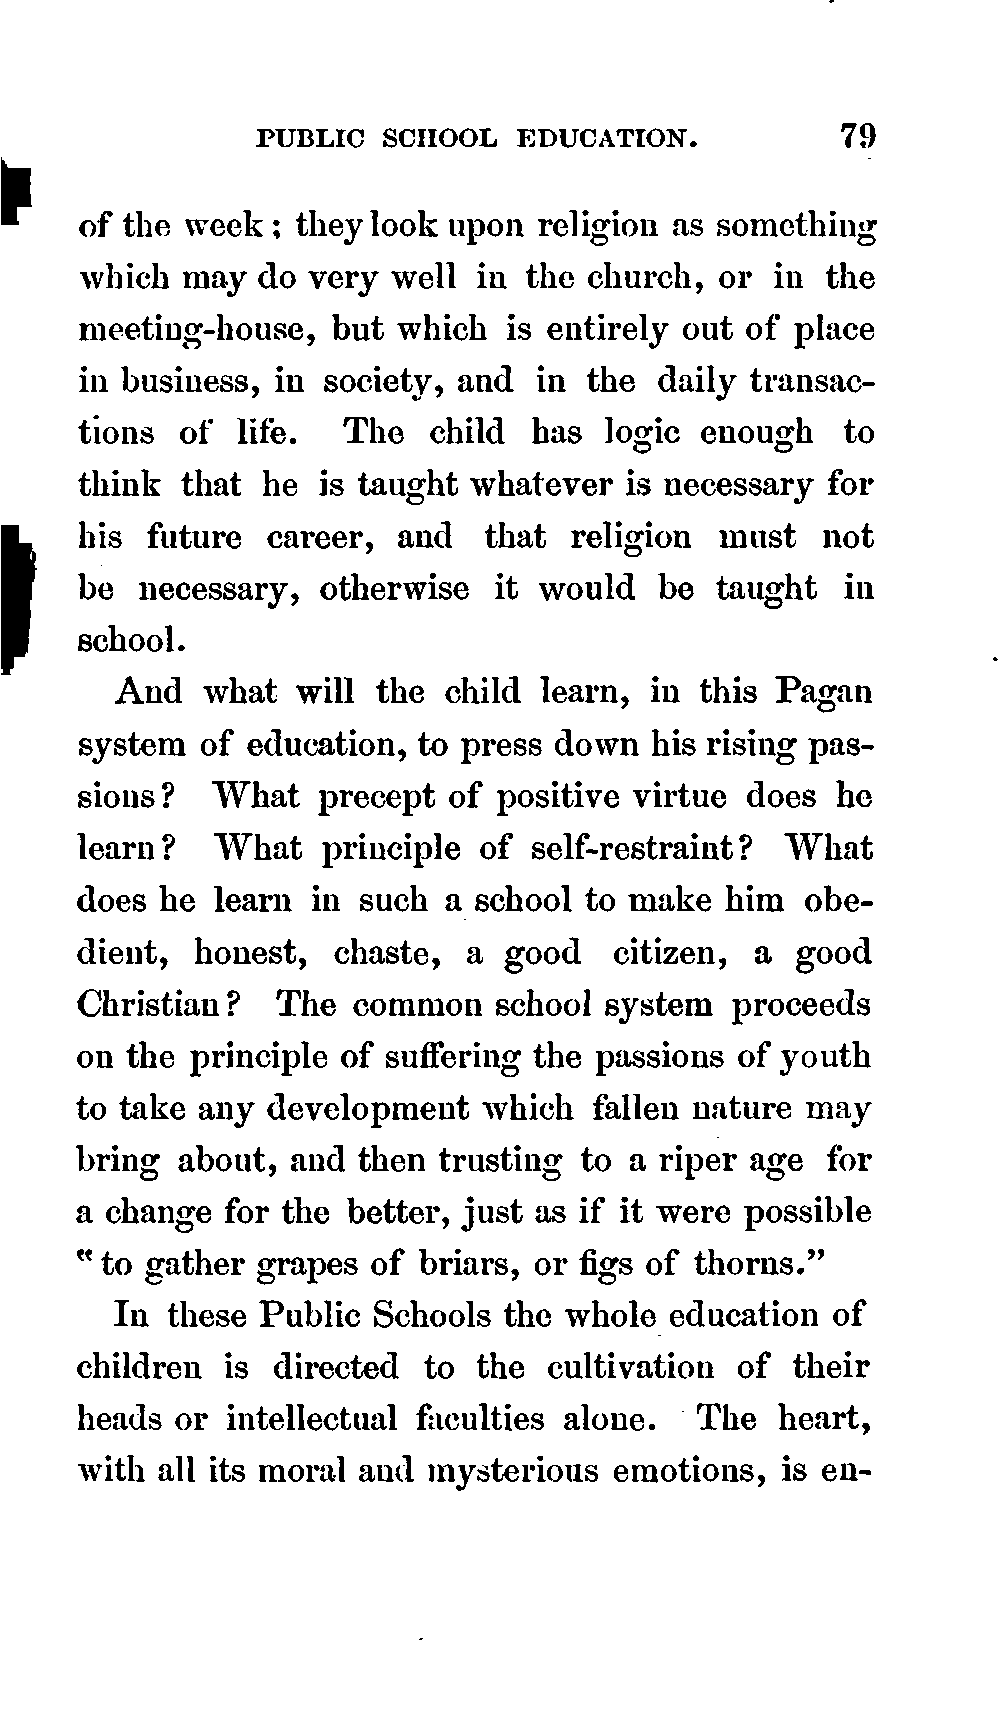 PUBLIC SCHOOL EDUCATION. 79
of the week; they look upon religion as something
which may do very well in the church, or in the
meeting-house, but which is entirely out of place
in business, in society, and in the daily transac-
tions of life. The child has logic enough to
think that he is taught whatever is necessary for
his future career, and that religion must not
be necessary, otherwise it would be taught in
school.
And what will the child learn, in this Pagan
system of education, to press down his rising pas-
sions? What precept of positive virtue does he
learn? What principle of self-restraint? What
does he learn in such a school to make him obe-
dient, honest, chaste, a good citizen, a good
Christian? The common school system proceeds
on the principle of suffering the passions of youth
to take any development which fallen nature may
bring about, and then trusting to a riper age for
a change for the better, just as if it were possible
"to gather grapes of briars, or figs of thorns."
In these Public Schools the whole education of
children is directed to the cultivation of their
heads or intellectual faculties alone. The heart,
with all its moral and mysterious emotions, is en-